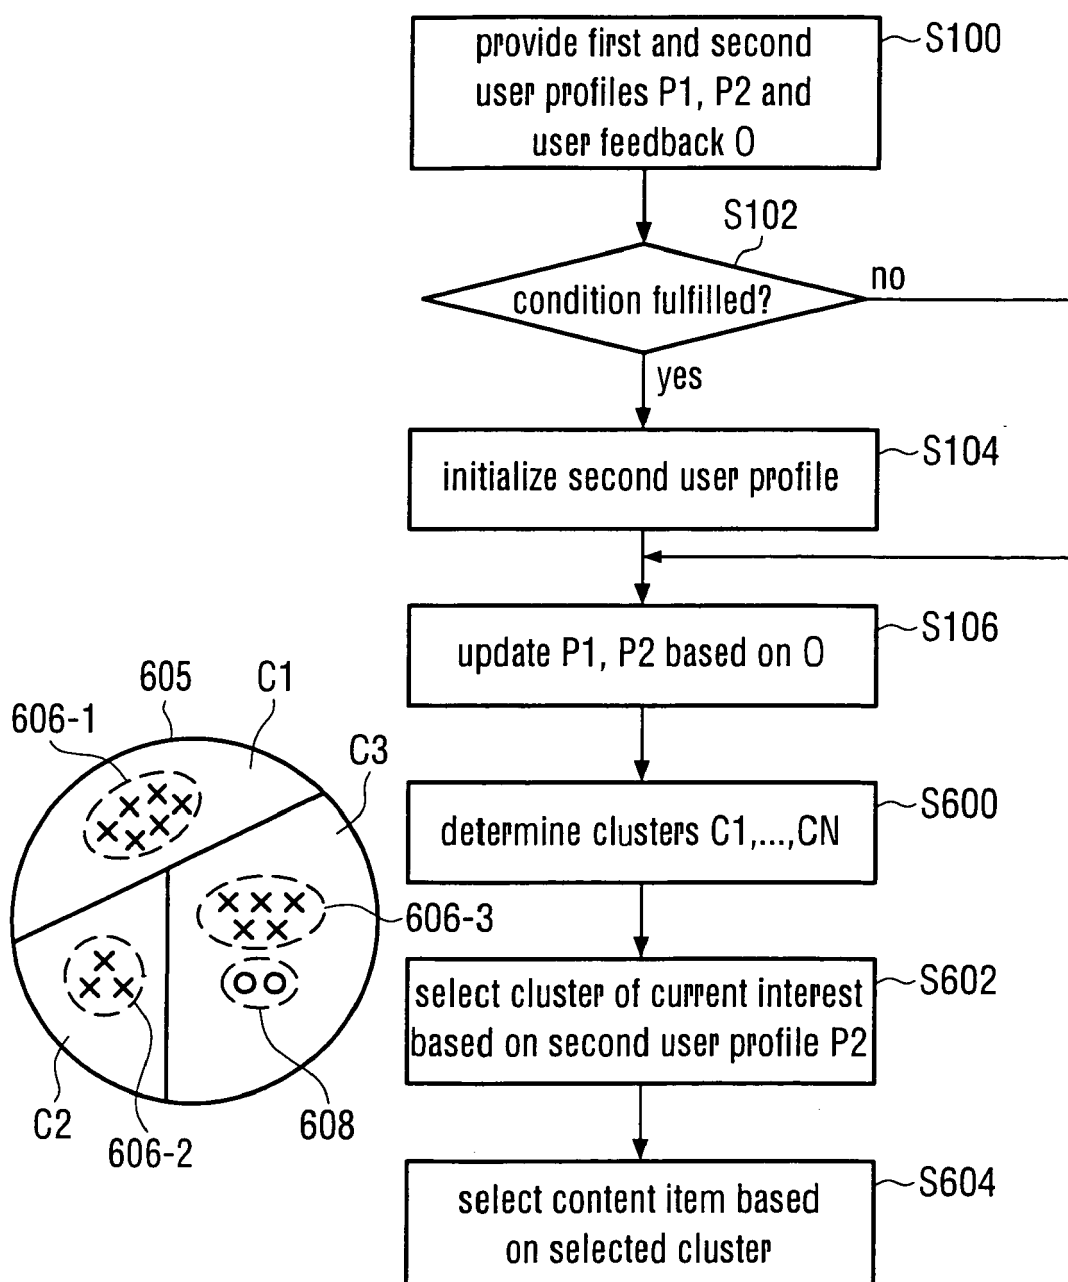 provide first and second
user profiles P1, P2 and
user feedback O
S100
S102
condition fulfilled?
no
yes
initialize second user profile
S104
update P1, P2 based on O
S106
605
C1
606-1
C3
determine clusters C1,...,CN
S600
606-3
select cluster of current interest
based on second user profile P2
S602
C2
606-2
608
select content item based
on selected cluster
S604